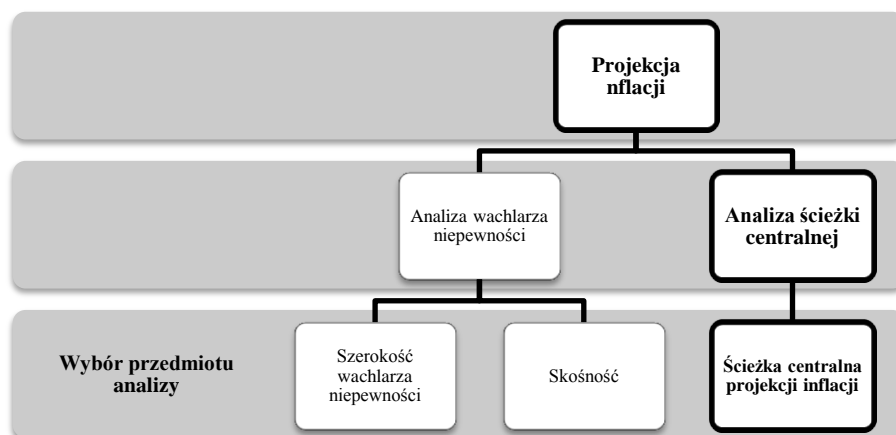 Projekcja
nflacji
Analiza wachlarza
niepewności
Analiza ścieżki
centralnej
Wybór przedmiotu
analizy
Szerokość
wachlarza
niepewności
Skośność
Ścieżka centralna
projekcji inflacji